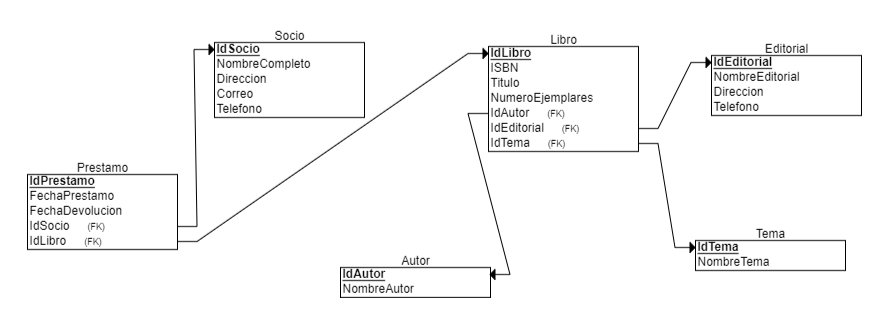 Socio
IdSocio
NombreCompleto
Direccion
Correo
Telefono
Libro
IdLibro
ISBN
Titulo
NumeroEjemplares
IdAutor (FK)
IdEditorial (FK)
IdTema (FK)
Editorial
IdEditorial
NombreEditorial
Direccion
Telefono
Prestamo
IdPrestamo
FechaPrestamo
FechaDevolucion
IdSocio (FK)
IdLibro (FK)
Autor
IdAutor
NombreAutor
Tema
IdTema
NombreTema